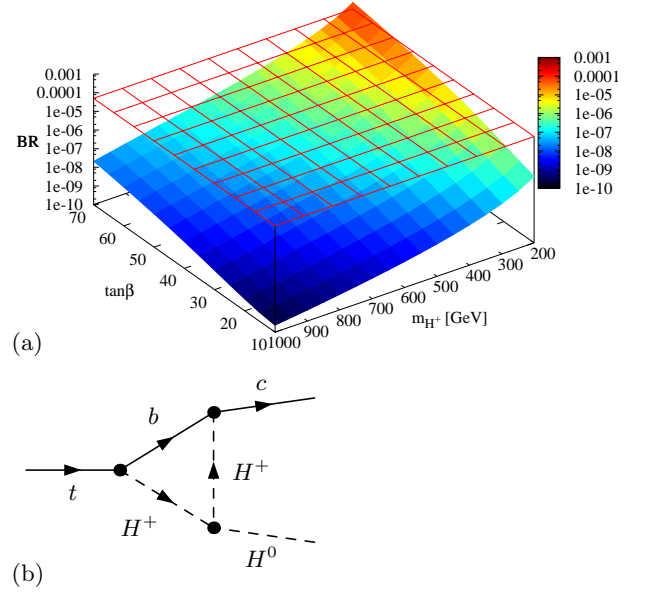 0.001
0.0001
1e-05
1e-06
1e-07
1e-08
1e-09
1e-10
BR
70
60
50
40
30
20
10
tanβ
1000
900
800
700
600
500
400
300
200
m_{H^+} [GeV]
0.001
0.0001
1e-05
1e-06
1e-07
1e-08
1e-09
1e-10
(a)
t
b
c
H^+
H^+
H^0
(b)